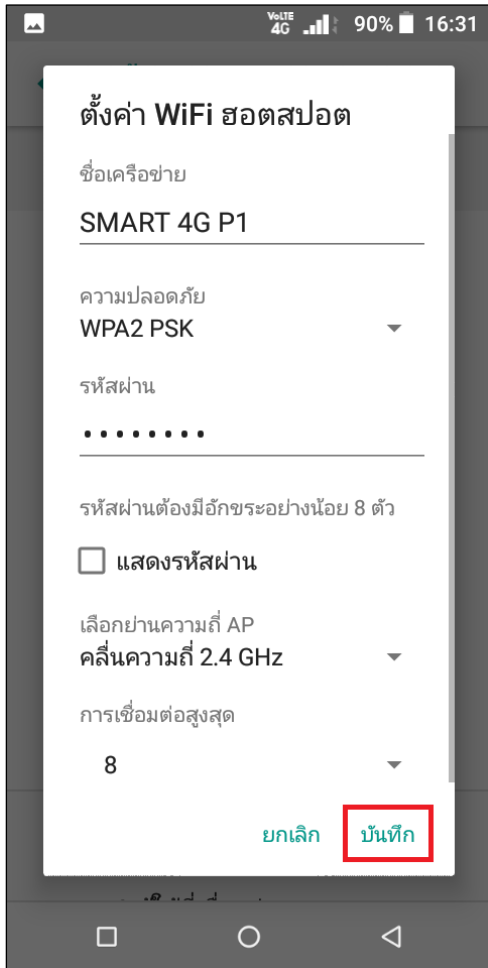 VoLTE
4G 90% 16:31
ตั้งค่า WiFi ฮอตสปอต
ชื่อเครือข่าย
SMART 4G P1
ความปลอดภัย
WPA2 PSK
รหัสผ่าน
••••••••
รหัสผ่านต้องมีอักขระอย่างน้อย 8 ตัว
แสดงรหัสผ่าน
เลือกย่านความถี่ AP
คลื่นความถี่ 2.4 GHz
การเชื่อมต่อสูงสุด
8
ยกเลิก บันทึก